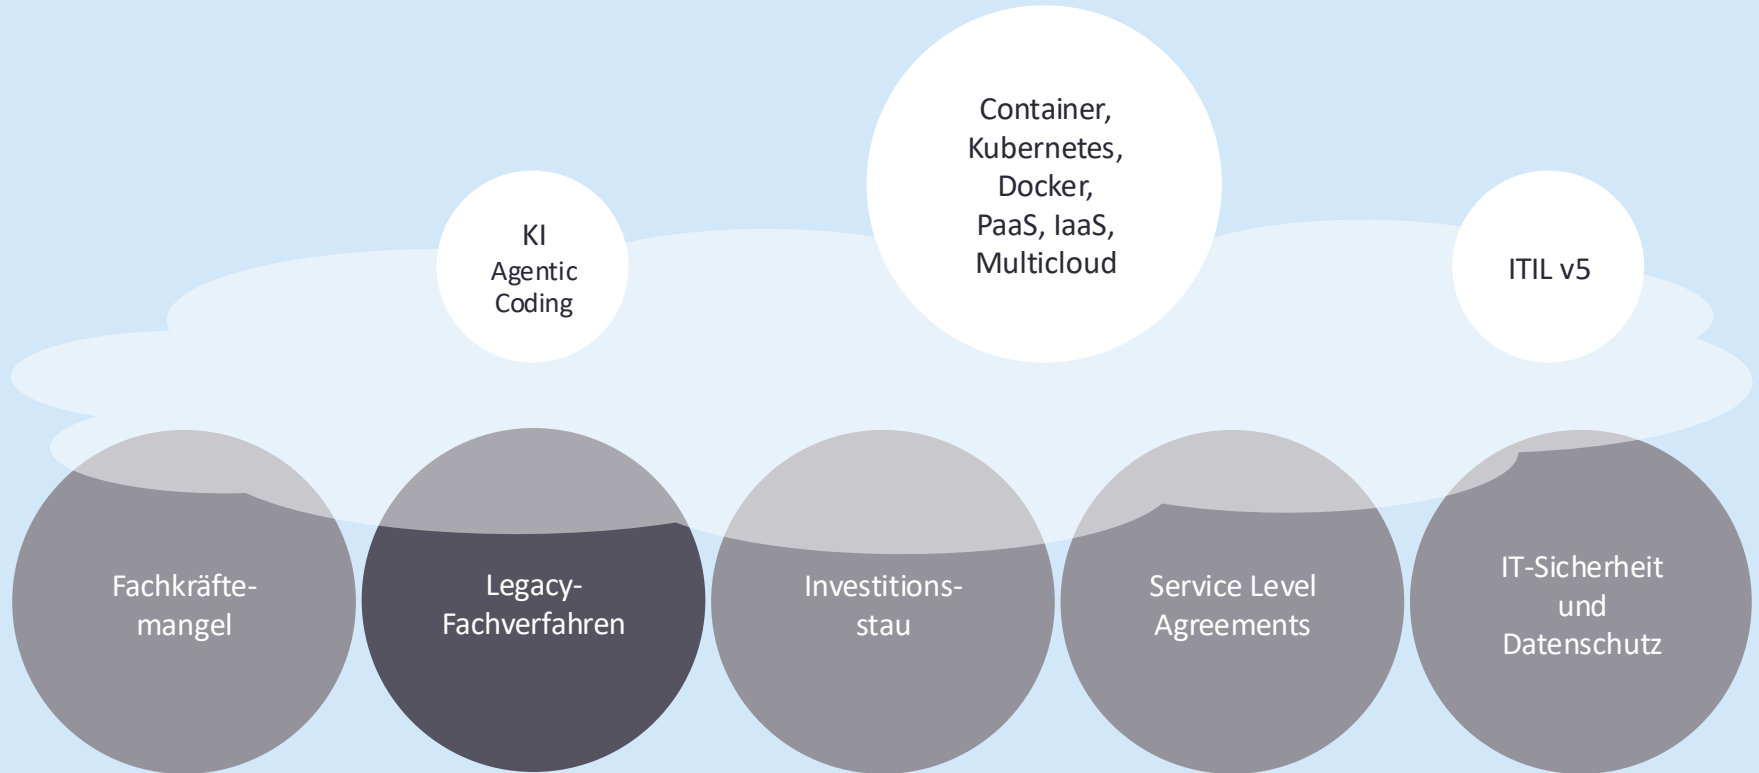 Container,
Kubernetes,
Docker,
PaaS, IaaS,
Multicloud
KI
Agentic
Coding
ITIL v5
Fachkräfte-
mangel
Legacy-
Fachverfahren
Investitions-
stau
Service Level
Agreements
IT-Sicherheit
und
Datenschutz